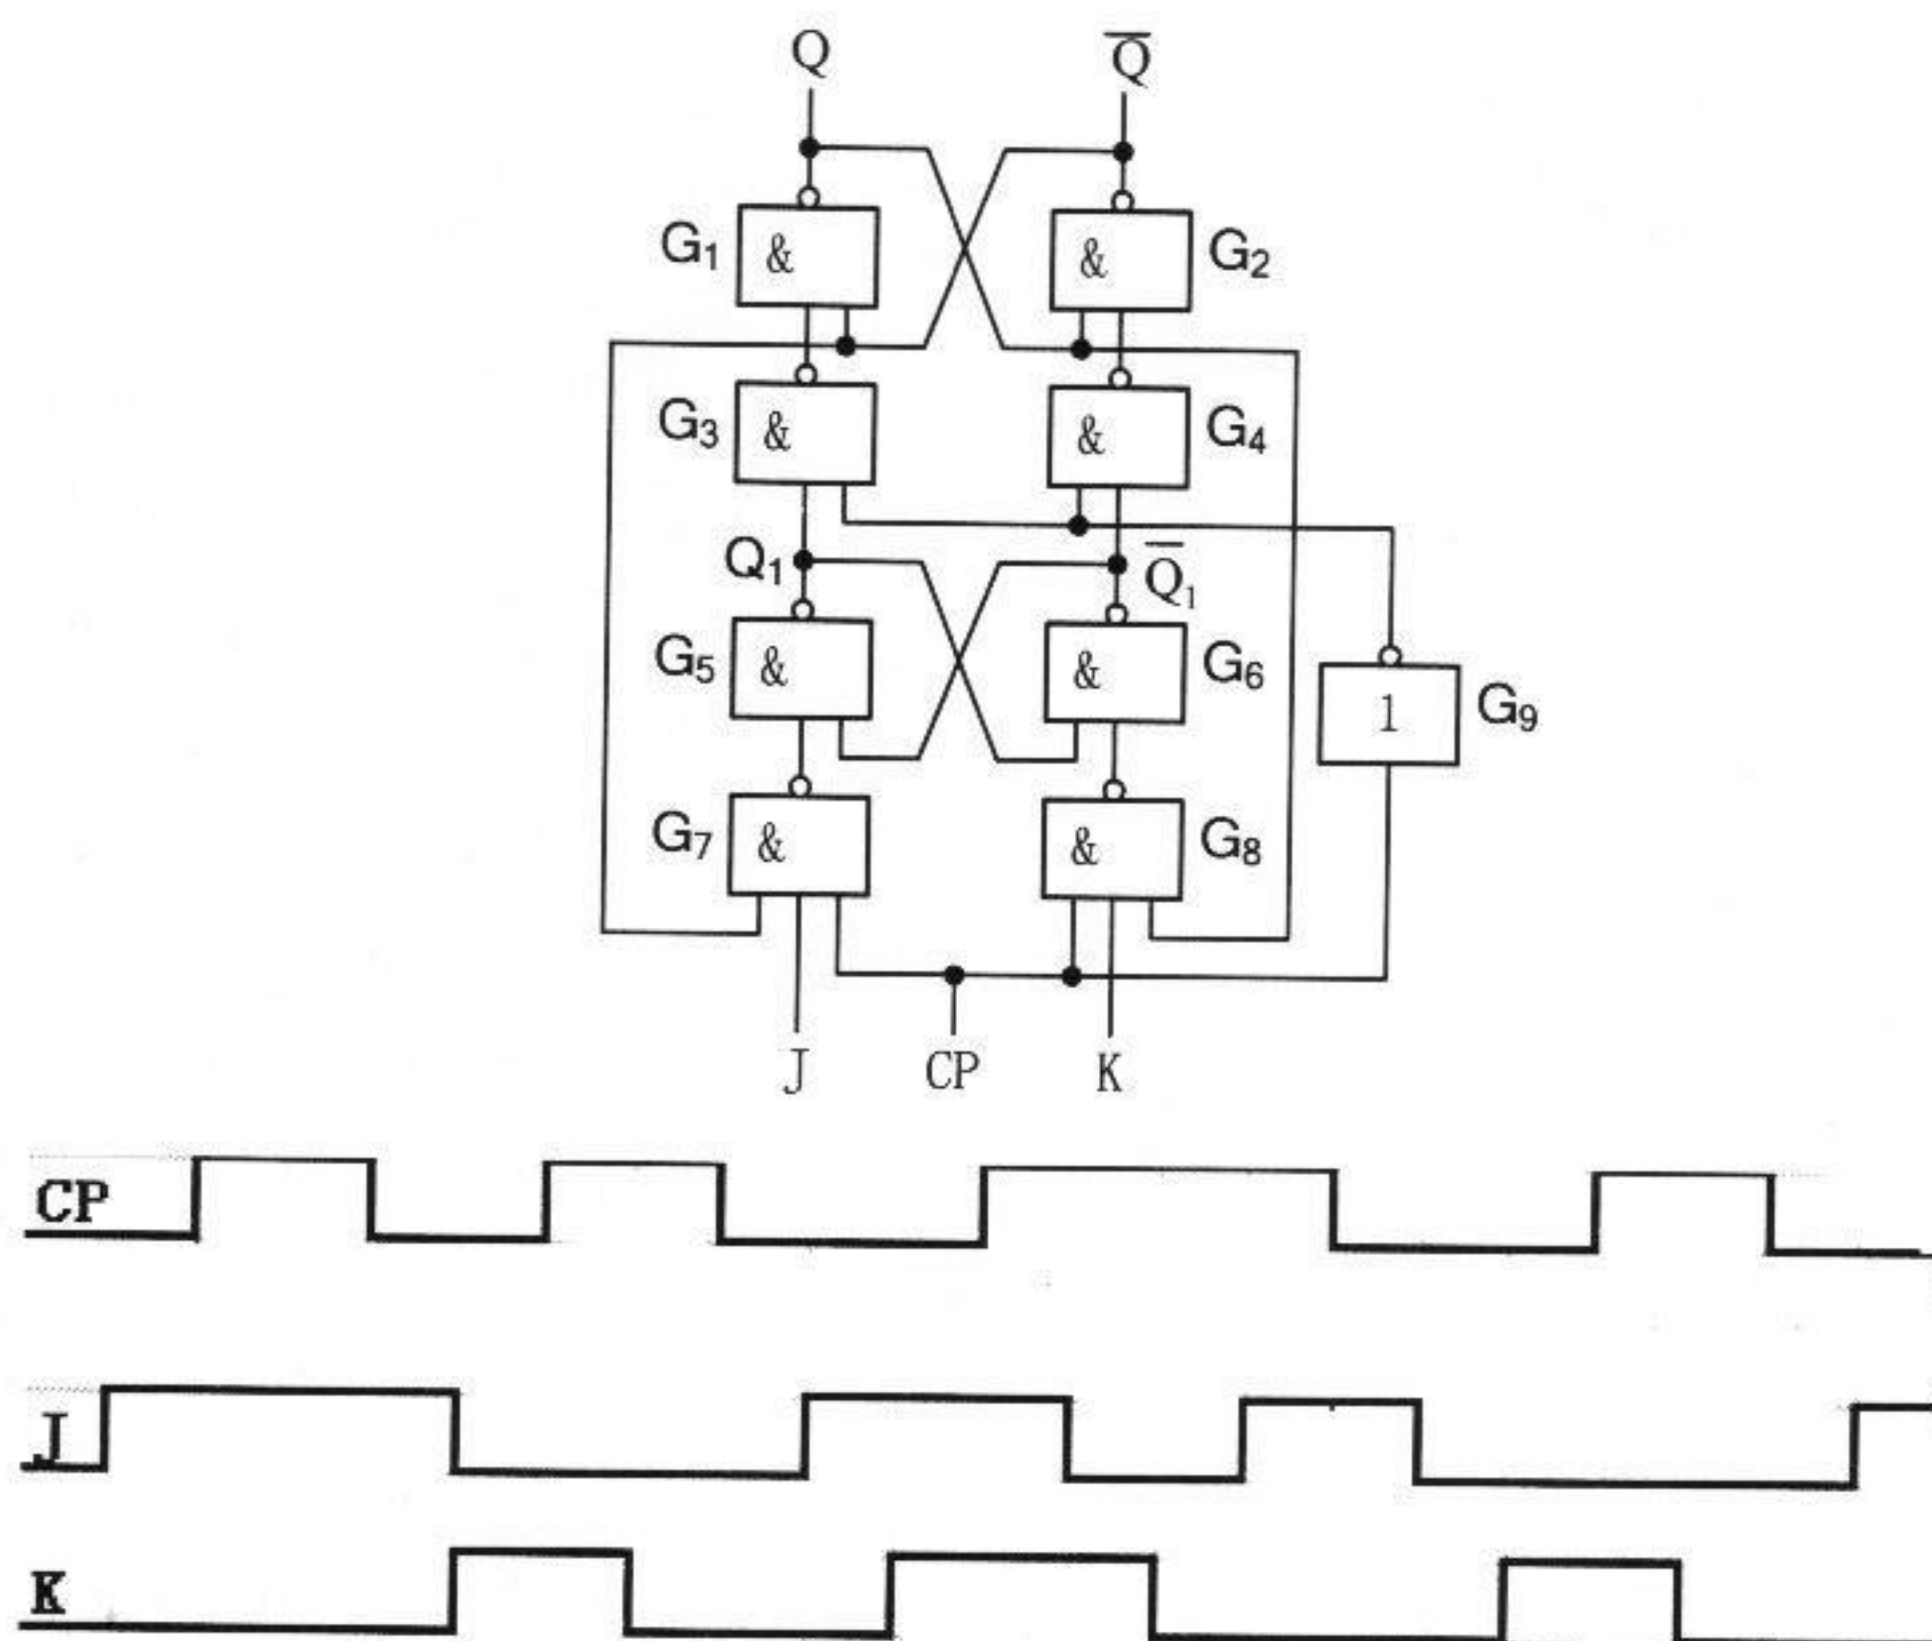 Q Q̅
G₁ & & G₂
G₃ & & G₄
Q₁ Q̅₁
G₅ & & G₆
1 G₉
G₇ & & G₈
J CP K
CP
J
K